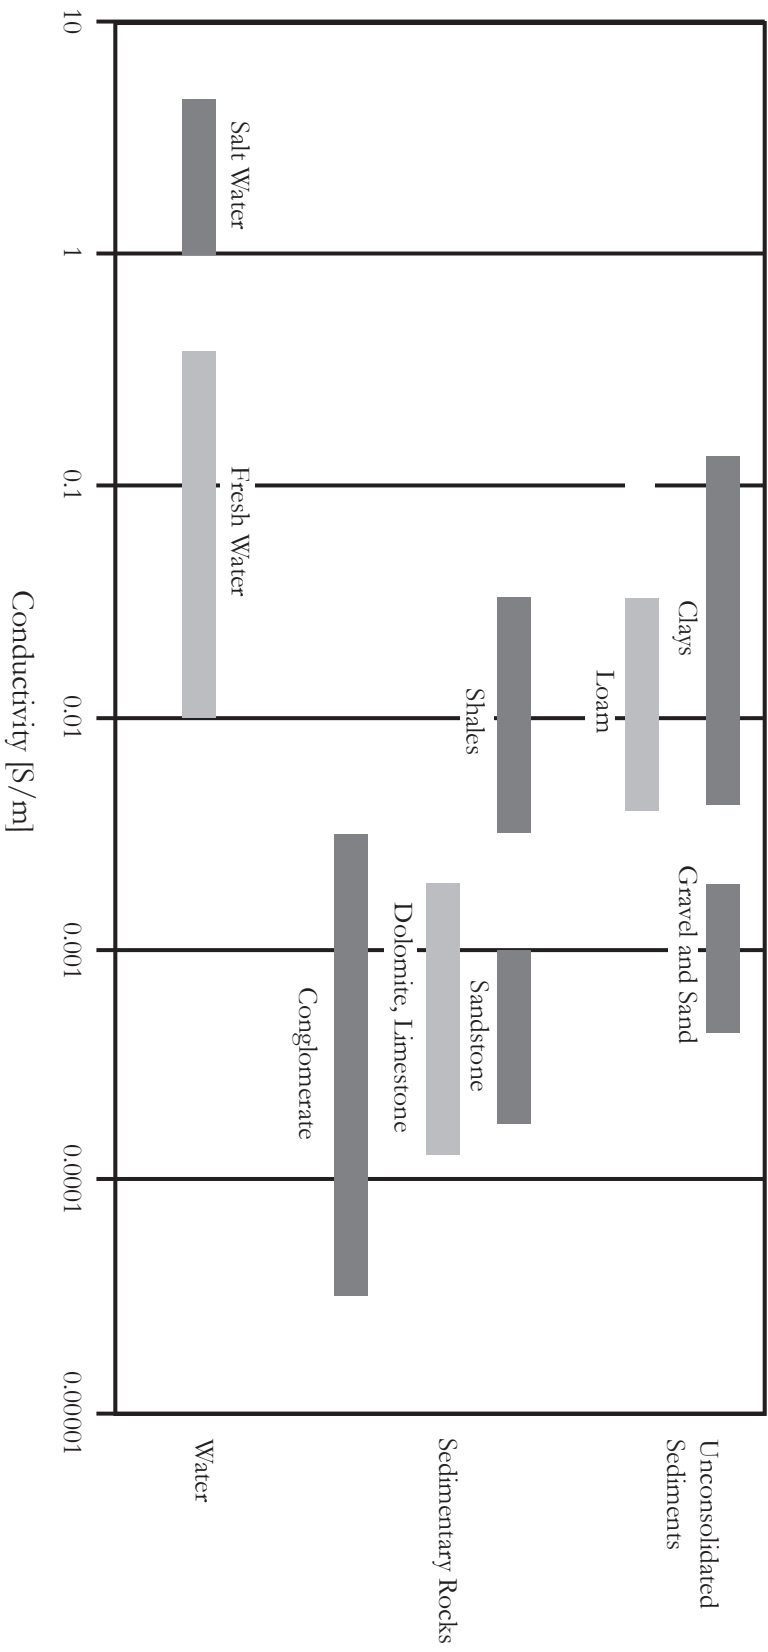 Unconsolidated
Sediments
Clays
Gravel and Sand
Loam
Sedimentary Rocks
Shales
Sandstone
Dolomite, Limestone
Conglomerate
Water
Salt Water
Fresh Water
10
1
0.1
0.01
0.001
0.0001
0.00001
Conductivity [S/m]